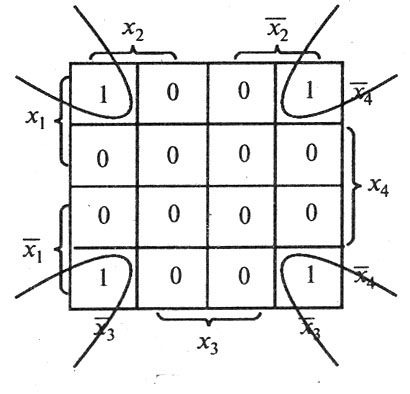 x₂ x̄₂
x₁ 1 0 0 1 x̄₄
0 0 0 0
x₄
x̄₁ 0 0 0 0
1 0 0 1 x̄₄
x̄₃ x₃ x̄₃